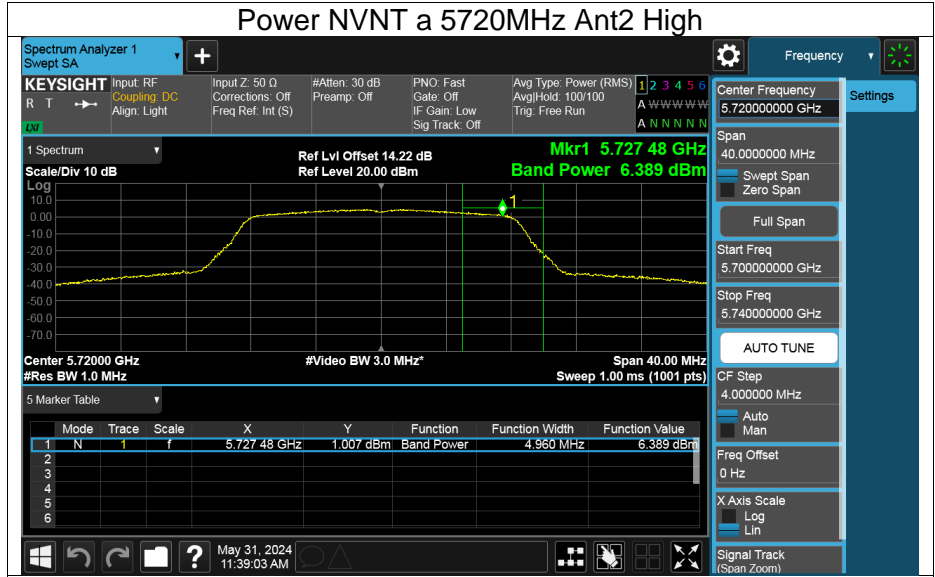 Power NVNT a 5720MHz Ant2 High
Spectrum Analyzer 1
Swept SA
+
Frequency
Settings
KEYSIGHT
R T
LXI
Input: RF
Coupling: DC
Align: Light
Input Z: 50 Ω
Corrections: Off
Freq Ref: Int (S)
#Atten: 30 dB
Preamp: Off
PNO: Fast
Gate: Off
IF Gain: Low
Sig Track: Off
Avg Type: Power (RMS)
Avg|Hold: 100/100
Trig: Free Run
1 2 3 4 5 6
A W W W W W
A N N N N N
1 Spectrum
Scale/Div 10 dB
Ref Lvl Offset 14.22 dB
Ref Level 20.00 dBm
Mkr1 5.727 48 GHz
Band Power 6.389 dBm
Log
10.0
0.00
-10.0
-20.0
-30.0
-40.0
-50.0
-60.0
-70.0
1
Center 5.72000 GHz
#Res BW 1.0 MHz
#Video BW 3.0 MHz*
Span 40.00 MHz
Sweep 1.00 ms (1001 pts)
5 Marker Table
Mode Trace Scale X Y Function Function Width Function Value
1 N 1 f 5.727 48 GHz 1.007 dBm Band Power 4.960 MHz 6.389 dBm
2
3
4
5
6
?
May 31, 2024
11:39:03 AM
Center Frequency
5.720000000 GHz
Span
40.0000000 MHz
Swept Span
Zero Span
Full Span
Start Freq
5.700000000 GHz
Stop Freq
5.740000000 GHz
AUTO TUNE
CF Step
4.000000 MHz
Auto
Man
Freq Offset
0 Hz
X Axis Scale
Log
Lin
Signal Track
(Span Zoom)